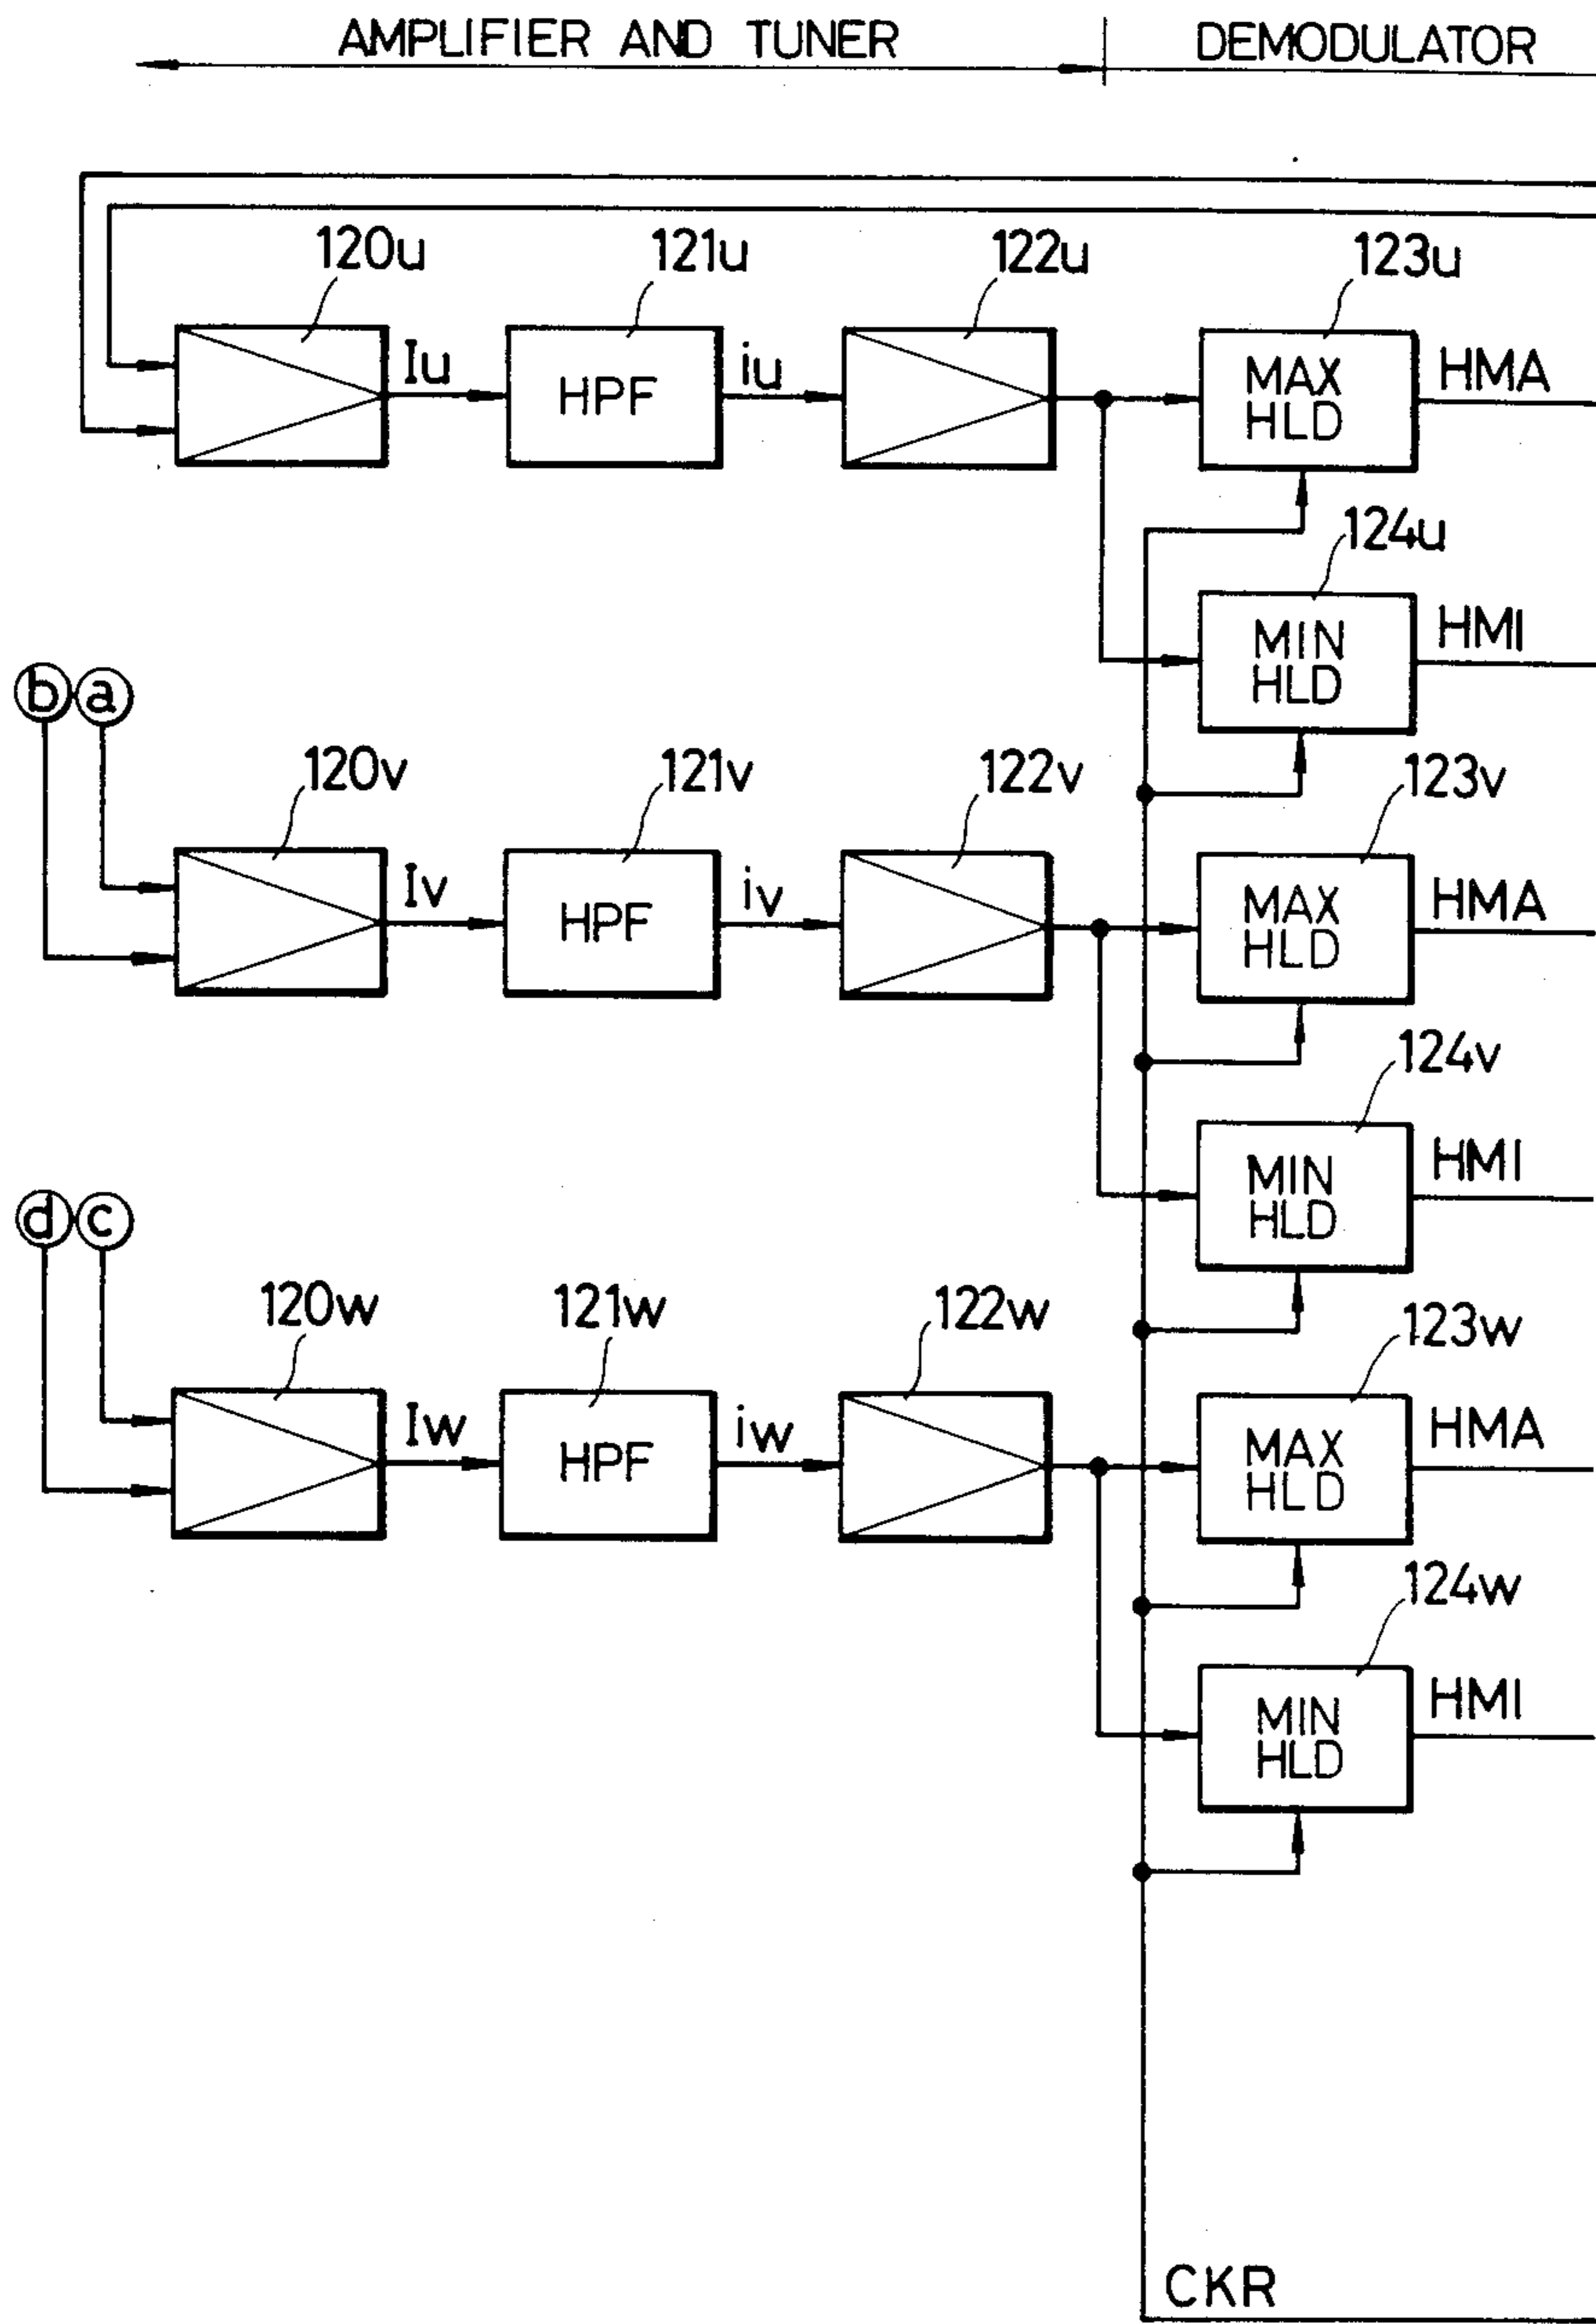 AMPLIFIER AND TUNER
DEMODULATOR
120u
121u
122u
123u
Iu
HPF
iu
MAX
HLD
HMA
124u
MIN
HLD
HMI
b
a
120v
121v
122v
123v
Iv
HPF
iv
MAX
HLD
HMA
124v
MIN
HLD
HMI
d
c
120w
121w
122w
123w
Iw
HPF
iw
MAX
HLD
HMA
124w
MIN
HLD
HMI
CKR